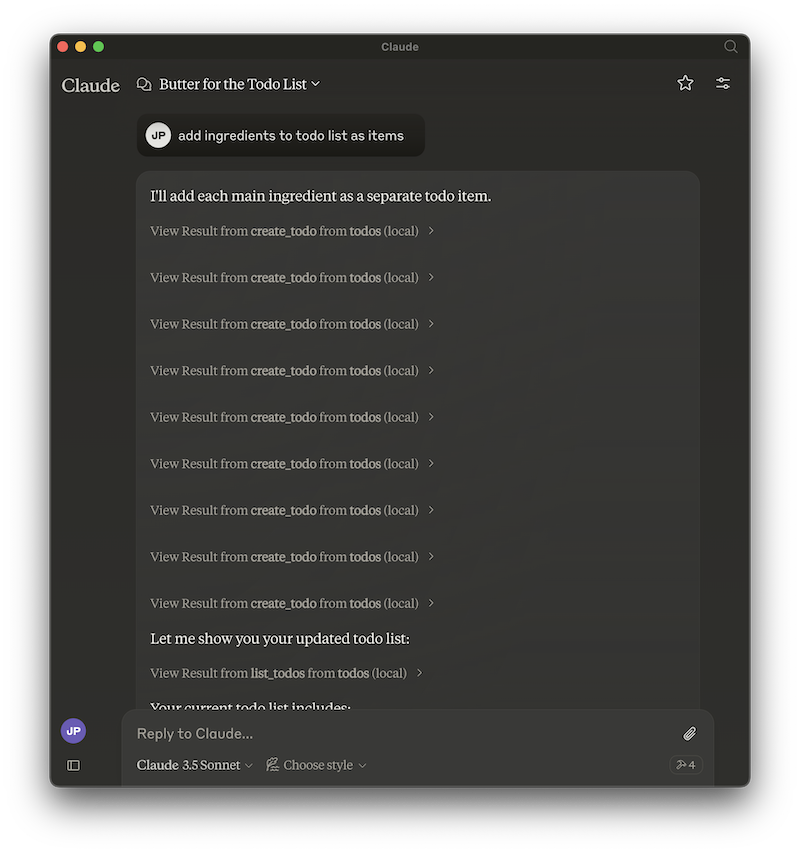 Claude
Claude
Butter for the Todo List
JP
add ingredients to todo list as items
I'll add each main ingredient as a separate todo item.
View Result from create_todo from todos (local)
View Result from create_todo from todos (local)
View Result from create_todo from todos (local)
View Result from create_todo from todos (local)
View Result from create_todo from todos (local)
View Result from create_todo from todos (local)
View Result from create_todo from todos (local)
View Result from create_todo from todos (local)
View Result from create_todo from todos (local)
Let me show you your updated todo list:
View Result from list_todos from todos (local)
Your current todo list includes:
JP
Reply to Claude...
Claude 3.5 Sonnet
Choose style
4